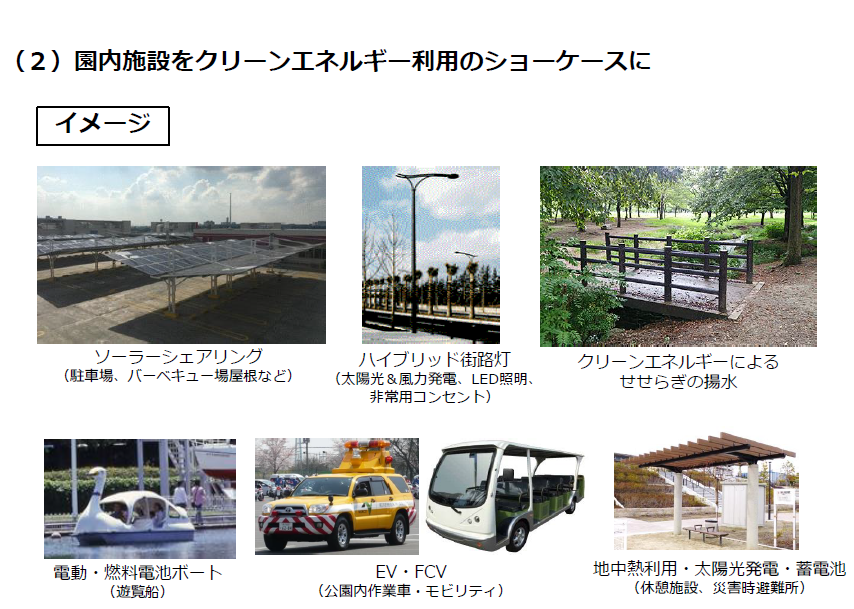 （２）園内施設をクリーンエネルギー利用のショーケースに
イメージ
ソーラーシェアリング
（駐車場、バーベキュー場屋根など）
ハイブリッド街路灯
（太陽光＆風力発電、LED照明、
非常用コンセント）
クリーンエネルギーによる
せせらぎの揚水
電動・燃料電池ボート
（遊覧船）
EV・FCV
（公園内作業車・モビリティ）
地中熱利用・太陽光発電・蓄電池
（休憩施設、災害時避難所）